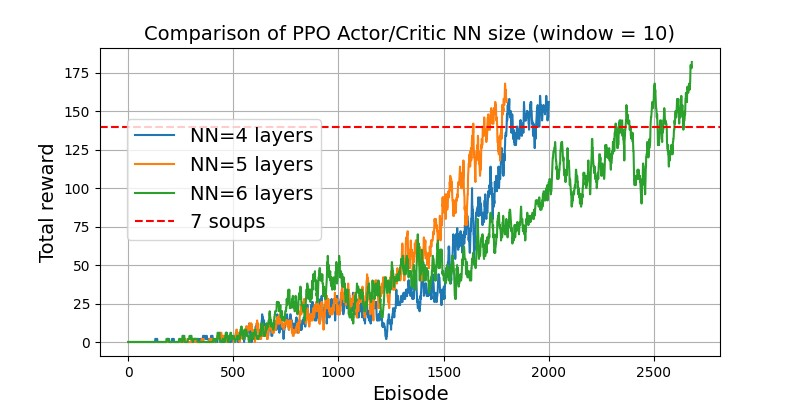 Comparison of PPO Actor/Critic NN size (window = 10)
Total reward
175
150
125
100
75
50
25
0
NN=4 layers
NN=5 layers
NN=6 layers
7 soups
0 500 1000 1500 2000 2500
Episode